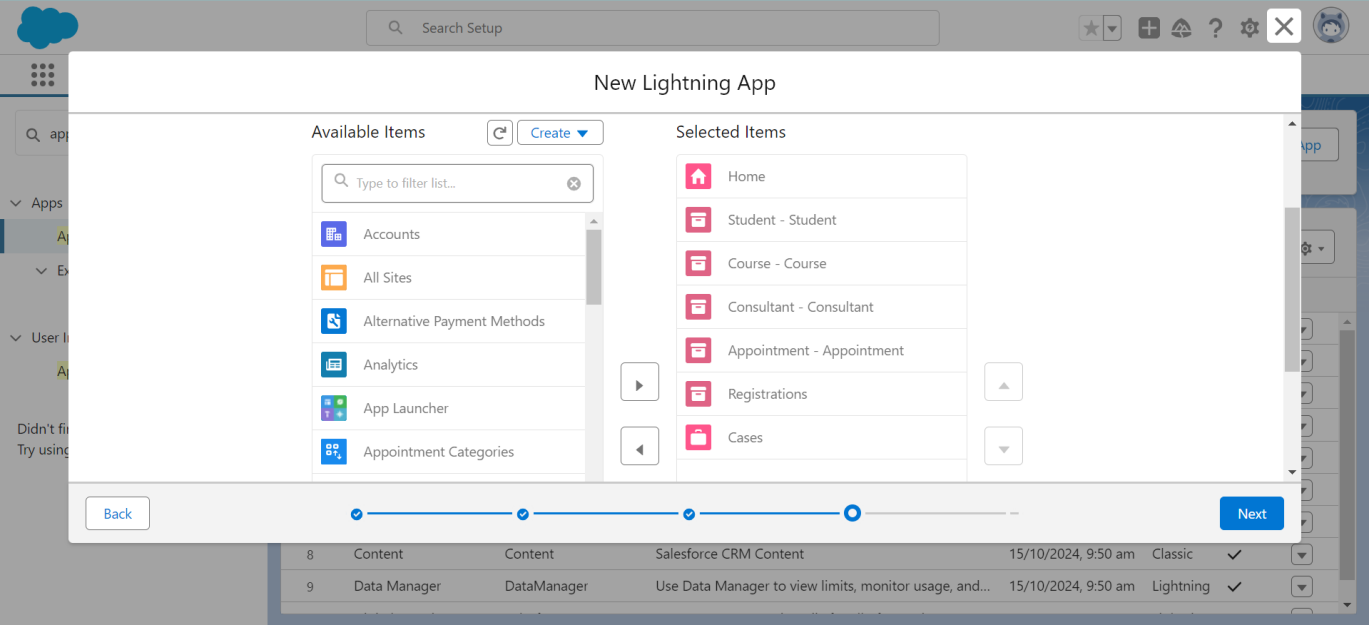 Search Setup
New Lightning App
app
App
Available Items
Create
Selected Items
Type to filter list...
Home
Apps
Student - Student
Accounts
Ap
Course - Course
Ex
All Sites
Consultant - Consultant
Alternative Payment Methods
User In
Appointment - Appointment
Analytics
Ap
Registrations
App Launcher
Didn't fin
Cases
Try using
Appointment Categories
Back
Next
8 Content Content Salesforce CRM Content 15/10/2024, 9:50 am Classic
9 Data Manager DataManager Use Data Manager to view limits, monitor usage, and... 15/10/2024, 9:50 am Lightning